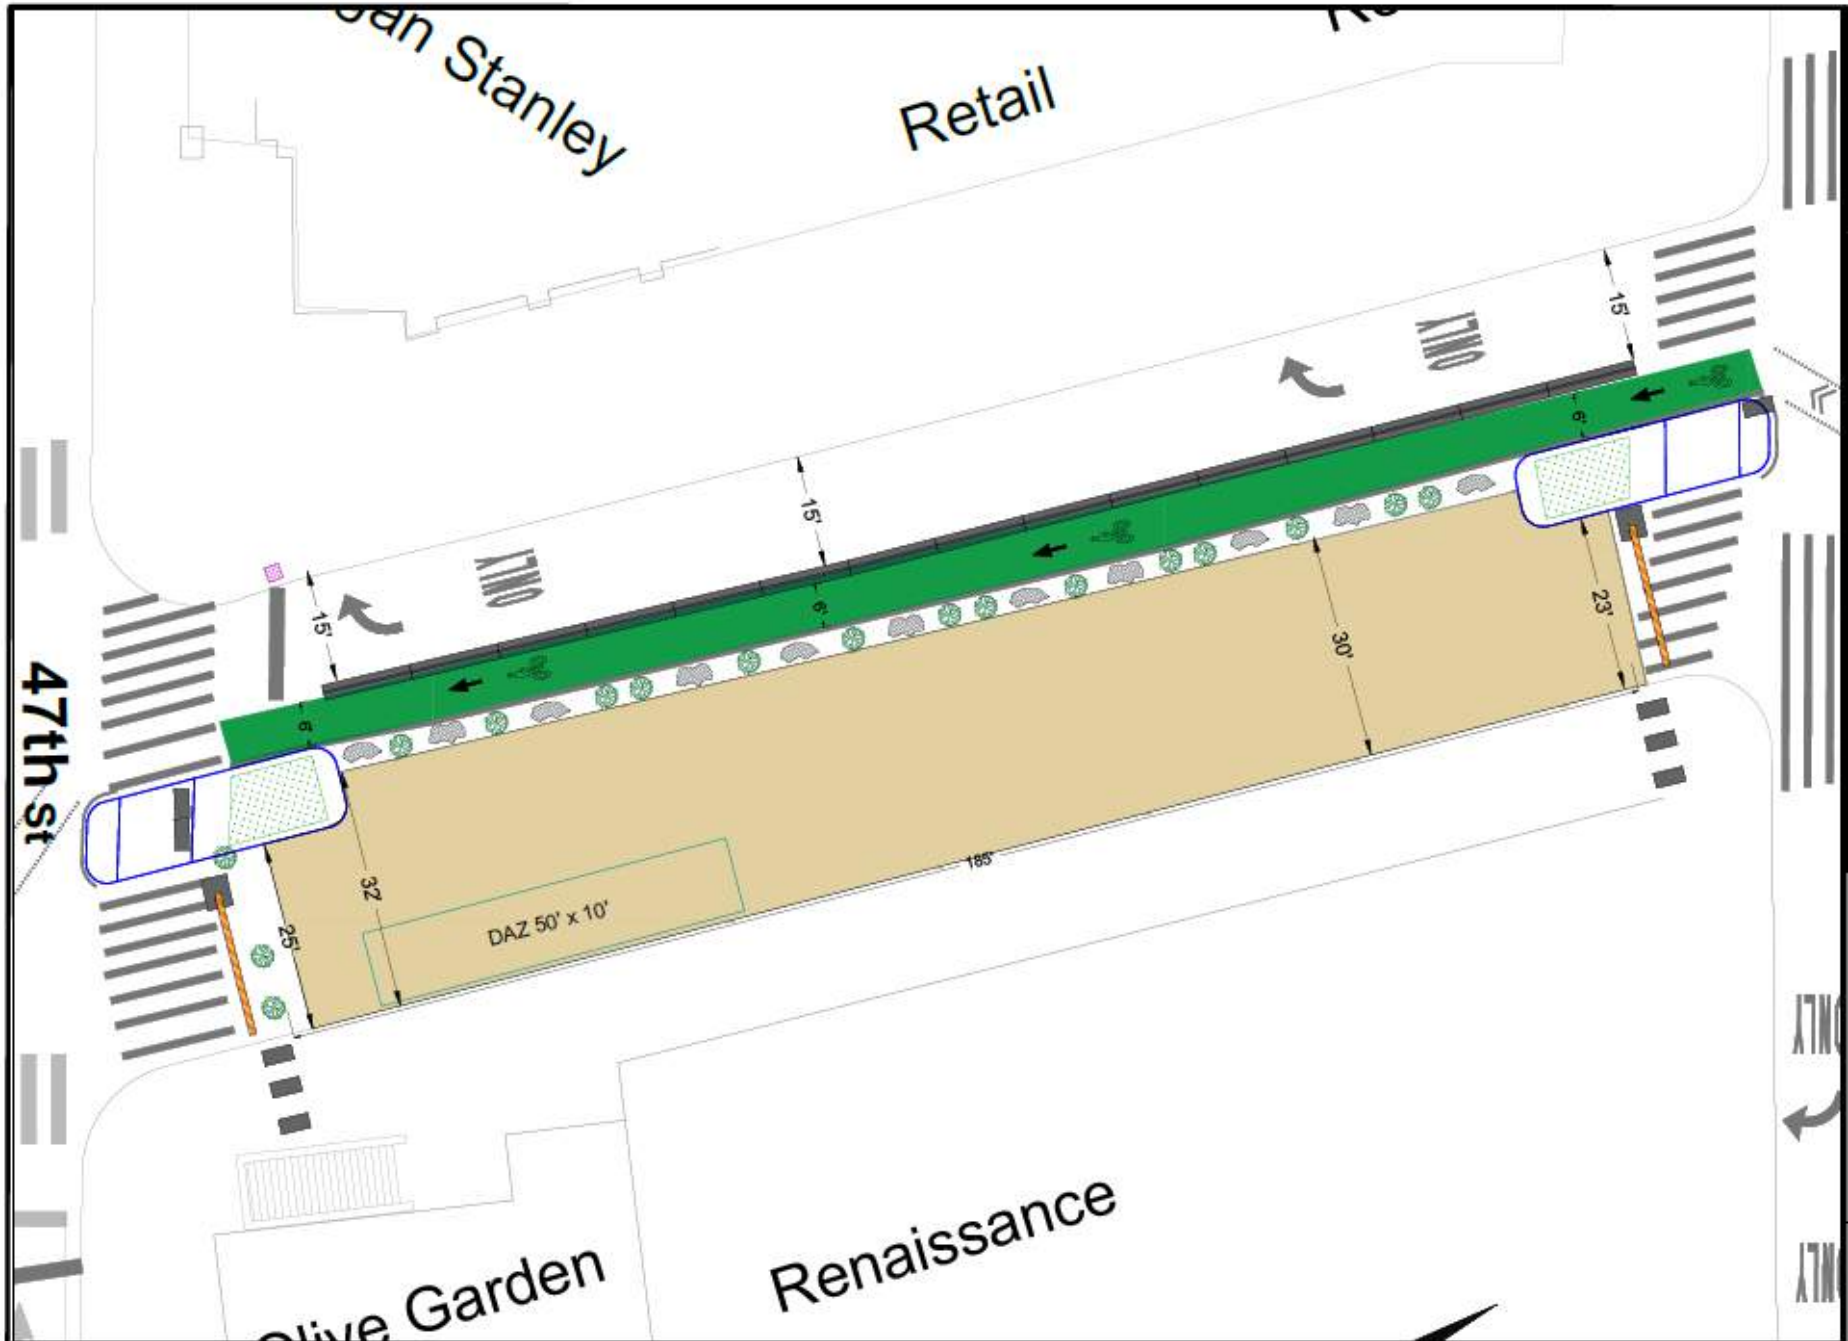 gan Stanley
Retail
15'
ONLY
6'
15'
ONLY
6'
15'
23'
30'
6'
47th st
32'
185'
DAZ 50' x 10'
25'
ONLY
ONLY
Renaissance
Olive Garden